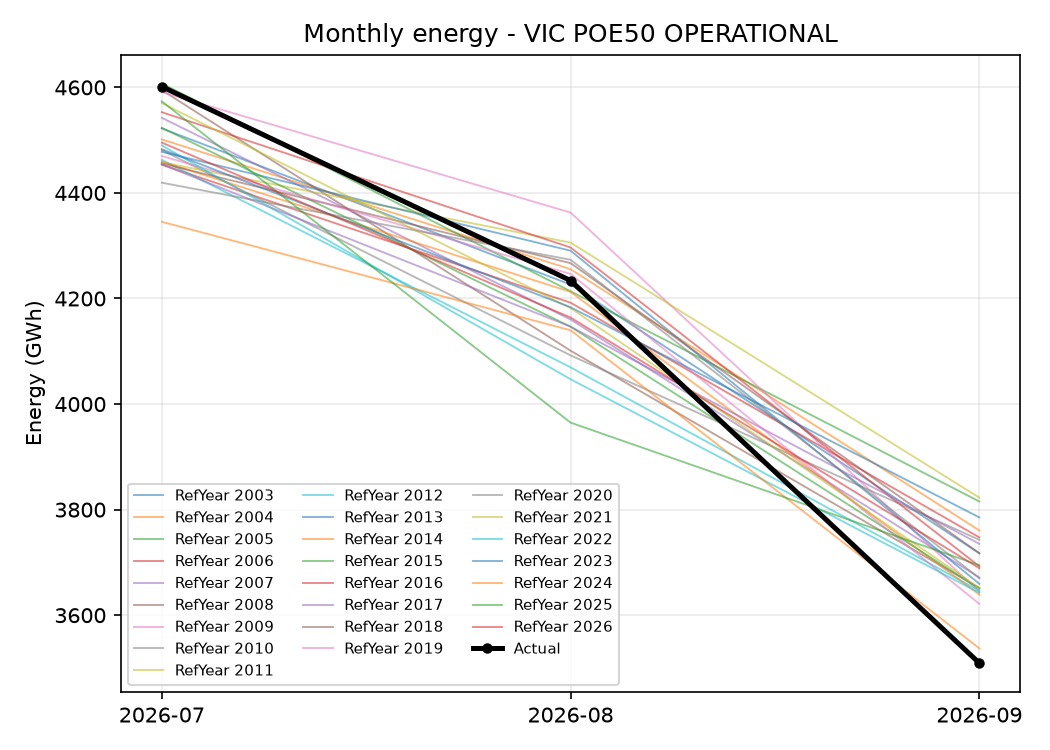 Monthly energy - VIC POE50 OPERATIONAL
Energy (GWh)
4600
4400
4200
4000
3800
3600
RefYear 2003
RefYear 2004
RefYear 2005
RefYear 2006
RefYear 2007
RefYear 2008
RefYear 2009
RefYear 2010
RefYear 2011
RefYear 2012
RefYear 2013
RefYear 2014
RefYear 2015
RefYear 2016
RefYear 2017
RefYear 2018
RefYear 2019
RefYear 2020
RefYear 2021
RefYear 2022
RefYear 2023
RefYear 2024
RefYear 2025
RefYear 2026
Actual
2026-07
2026-08
2026-09